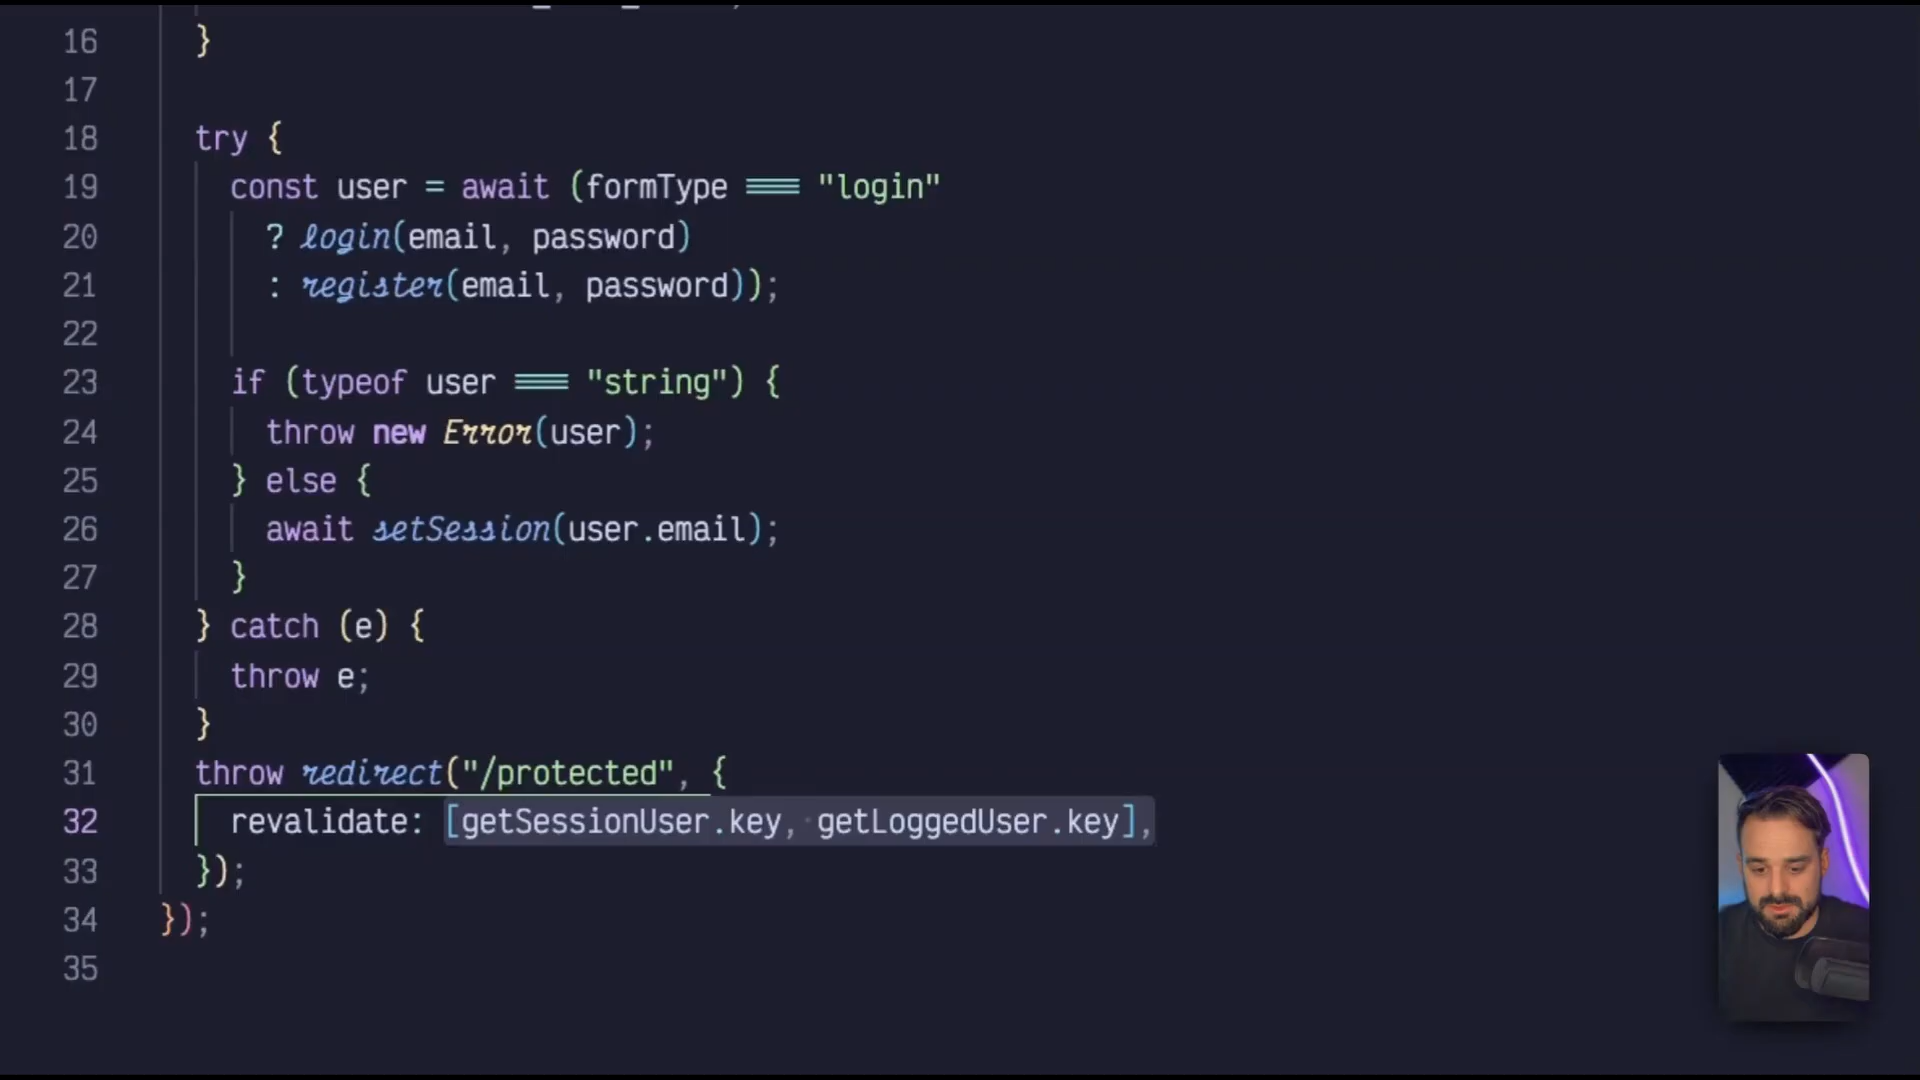 16 }
17
18 try {
19 const user = await (formType === "login"
20 ? login(email, password)
21 : register(email, password));
22
23 if (typeof user === "string") {
24 throw new Error(user);
25 } else {
26 await setSession(user.email);
27 }
28 } catch (e) {
29 throw e;
30 }
31 throw redirect("/protected", {
32 revalidate: [getSessionUser.key, getLoggedUser.key],
33 });
34 });
35